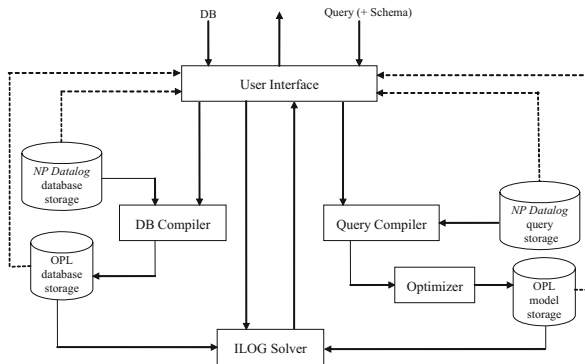 DB
Query (+ Schema)
User Interface
NP Datalog
database
storage
DB Compiler
Query Compiler
NP Datalog
query
storage
OPL
database
storage
Optimizer
OPL
model
storage
ILOG Solver